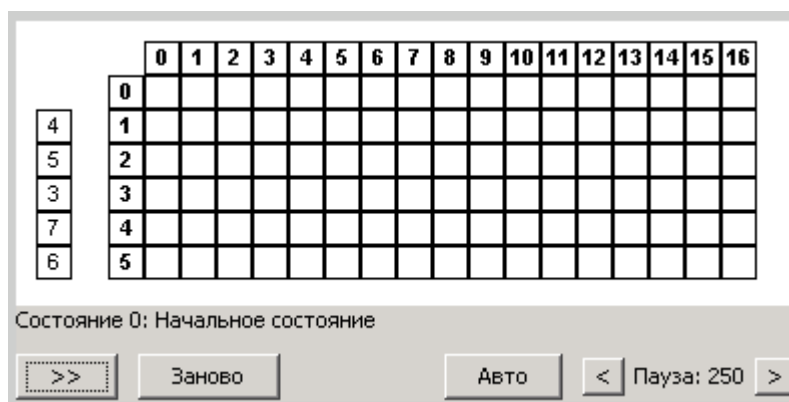 0 1 2 3 4 5 6 7 8 9 10 11 12 13 14 15 16
0
4 1
5 2
3 3
7 4
6 5
Состояние 0: Начальное состояние
>> Заново Авто < Пауза: 250 >